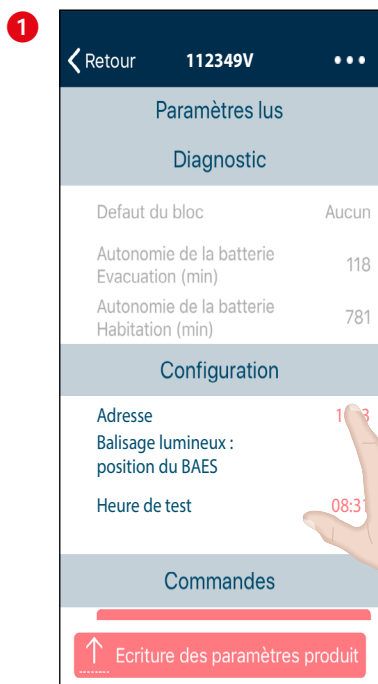 1
Retour 112349V
Paramètres lus
Diagnostic
Defaut du bloc Aucun
Autonomie de la batterie
Evacuation (min) 118
Autonomie de la batterie
Habitation (min) 781
Configuration
Adresse
Balisage lumineux :
position du BAES
Heure de test 08:31
Commandes
Ecriture des paramètres produit